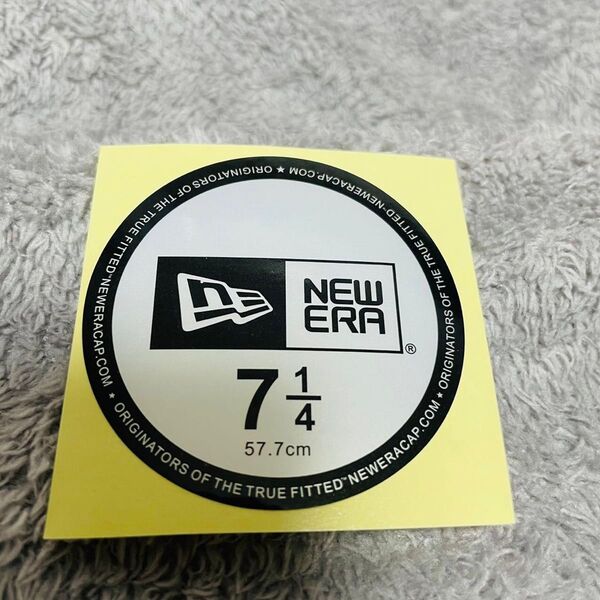 NEW
ERA
®
7 1/4
57.7cm
ORIGINATORS OF THE TRUE FITTED™ NEWERACAP.COM ★ ORIGINATORS OF THE TRUE FITTED™ NEWERACAP.COM ★ ORIGINATORS OF THE TRUE FITTED™ NEWERACAP.COM ★